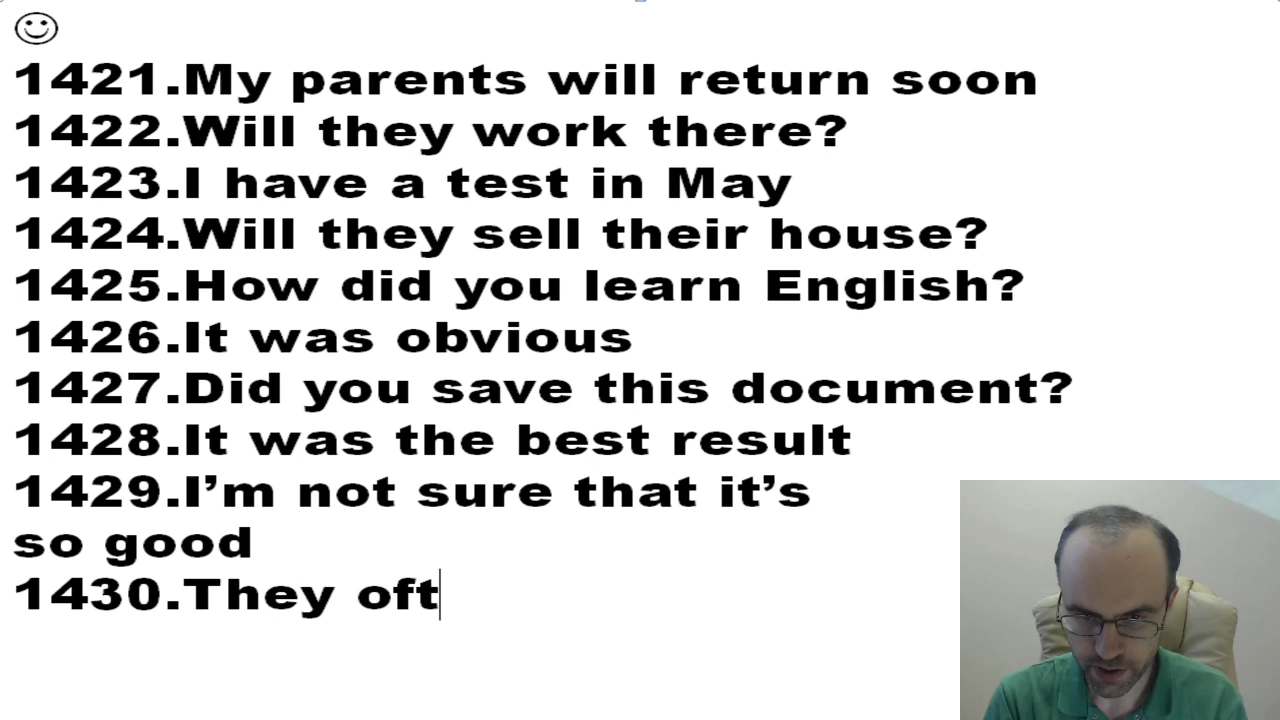 1421.My parents will return soon
1422.Will they work there?
1423.I have a test in May
1424.Will they sell their house?
1425.How did you learn English?
1426.It was obvious
1427.Did you save this document?
1428.It was the best result
1429.I’m not sure that it’s
so good
1430.They oft